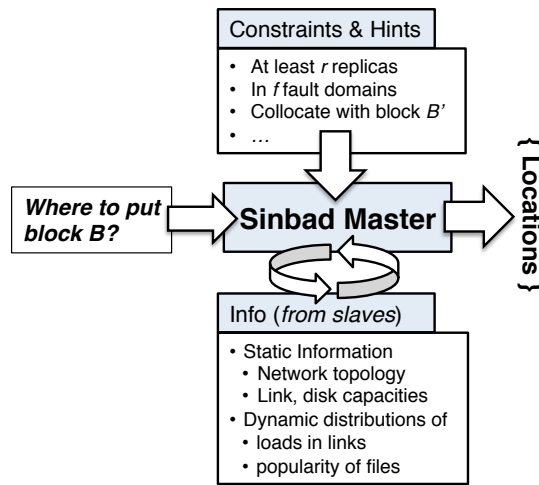 Constraints & Hints
• At least r replicas
• In f fault domains
• Collocate with block B’
• …
Where to put
block B?
Sinbad Master
{ Locations }
Info (from slaves)
• Static Information
• Network topology
• Link, disk capacities
• Dynamic distributions of
• loads in links
• popularity of files